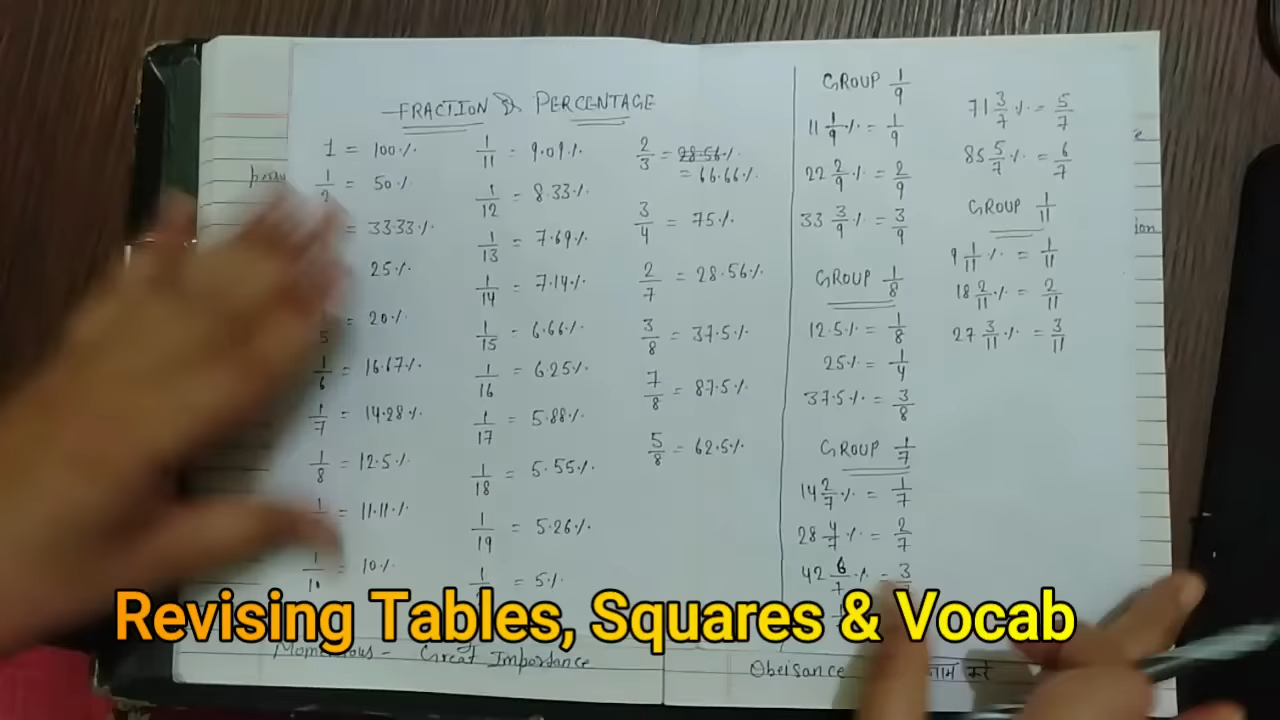 FRACTION & PERCENTAGE
1 = 100%
1/2 = 50%
= 33.33%
25%
5 = 20%
1/6 = 16.67%
1/7 = 14.28%
1/8 = 12.5%
1 = 11.11%
1/10 = 10%
1/11 = 9.09%
1/12 = 8.33%
1/13 = 7.69%
1/14 = 7.14%
1/15 = 6.66%
1/16 = 6.25%
1/17 = 5.88%
1/18 = 5.55%
1/19 = 5.26%
1 = 5%
2/3 = 28.56%
= 66.66%
3/4 = 75%
2/7 = 28.56%
3/8 = 37.5%
7/8 = 87.5%
5/8 = 62.5%
GROUP 1/9
11 1/9% = 1/9
22 2/9% = 2/9
33 3/9% = 3/9
GROUP 1/8
12.5% = 1/8
25% = 1/4
37.5% = 3/8
GROUP 1/7
14 2/7% = 1/7
28 4/7% = 2/7
42 6/7% = 3
71 3/7% = 5/7
85 5/7% = 6/7
GROUP 1/11
9 1/11% = 1/11
18 2/11% = 2/11
27 3/11% = 3/11
Revising Tables, Squares & Vocab
Momentous - Great Importance
Obeisance